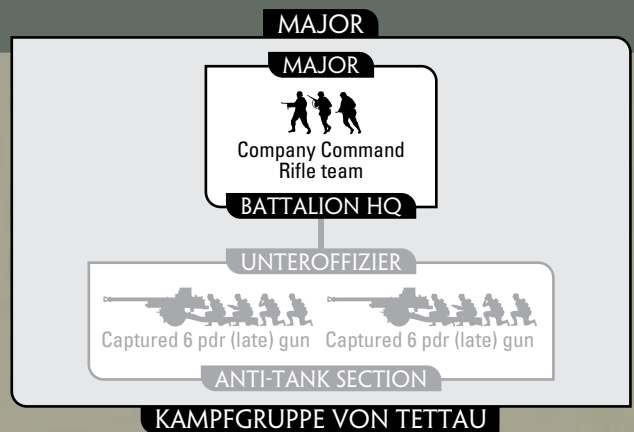 MAJOR
MAJOR
Company Command
Rifle team
BATTALION HQ
UNTEROFFIZIER
Captured 6 pdr (late) gun Captured 6 pdr (late) gun
ANTI-TANK SECTION
KAMPFGRUPPE VON TETTAU